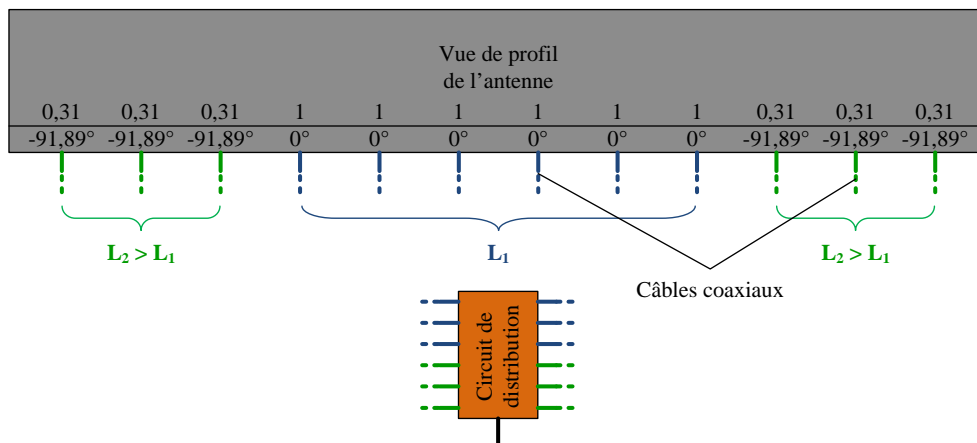 Vue de profil
de l’antenne
0,31 0,31 0,31 1 1 1 1 1 1 0,31 0,31 0,31
-91,89° -91,89° -91,89° 0° 0° 0° 0° 0° 0° -91,89° -91,89° -91,89°
L₂ > L₁ L₁ L₂ > L₁
Câbles coaxiaux
Circuit de
distribution